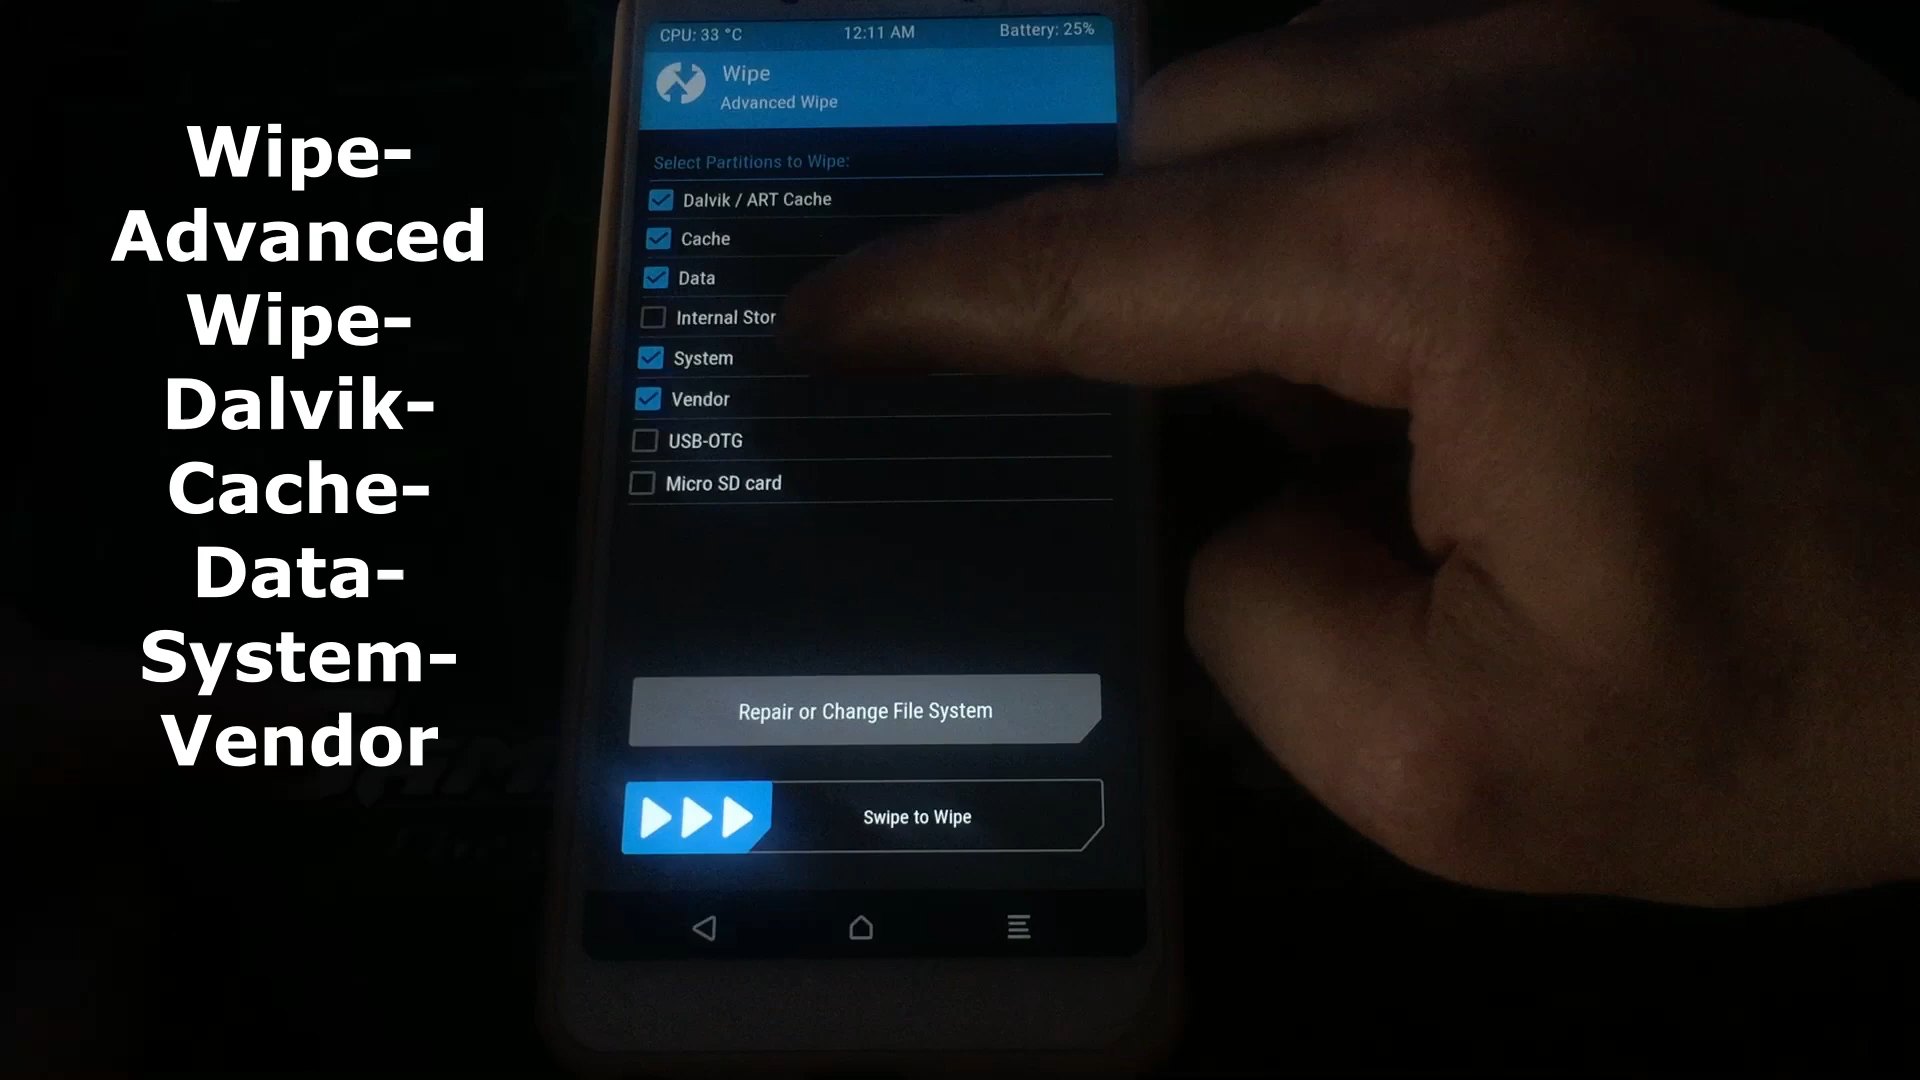 Wipe-
Advanced
Wipe-
Dalvik-
Cache-
Data-
System-
Vendor
CPU: 33 °C
12:11 AM
Battery: 25%
Wipe
Advanced Wipe
Select Partitions to Wipe:
Dalvik / ART Cache
Cache
Data
Internal Stor
System
Vendor
USB-OTG
Micro SD card
Repair or Change File System
Swipe to Wipe